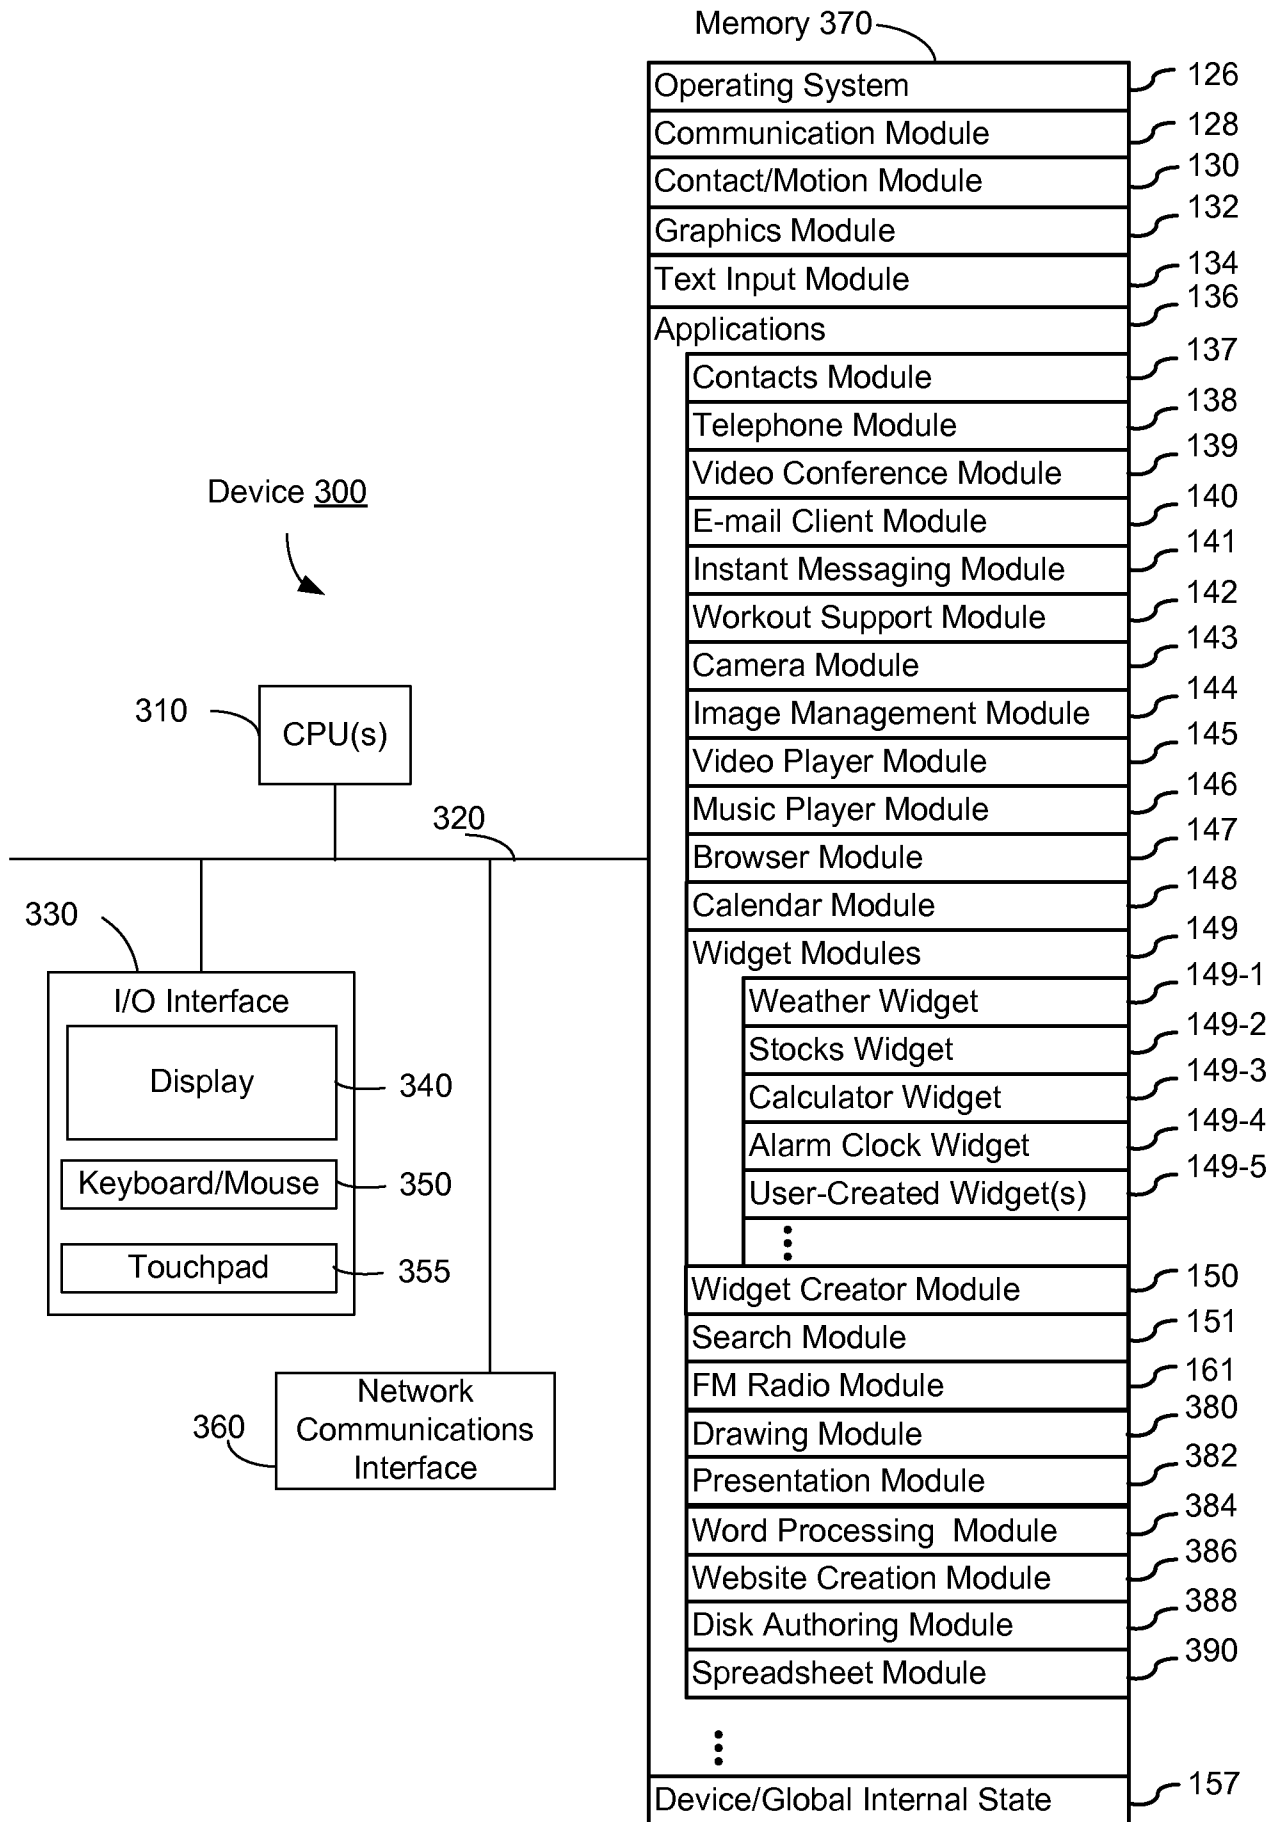 Memory 370
Operating System 126
Communication Module 128
Contact/Motion Module 130
Graphics Module 132
Text Input Module 134
Applications 136
Contacts Module 137
Telephone Module 138
Video Conference Module 139
E-mail Client Module 140
Instant Messaging Module 141
Workout Support Module 142
Camera Module 143
Image Management Module 144
Video Player Module 145
Music Player Module 146
Browser Module 147
Calendar Module 148
Widget Modules 149
Weather Widget 149-1
Stocks Widget 149-2
Calculator Widget 149-3
Alarm Clock Widget 149-4
User-Created Widget(s) 149-5
Widget Creator Module 150
Search Module 151
FM Radio Module 161
Drawing Module 380
Presentation Module 382
Word Processing  Module 384
Website Creation Module 386
Disk Authoring Module 388
Spreadsheet Module 390
Device/Global Internal State 157
Device 300
310
CPU(s)
320
330
I/O Interface
Display 340
Keyboard/Mouse 350
Touchpad 355
360
Network
Communications
Interface